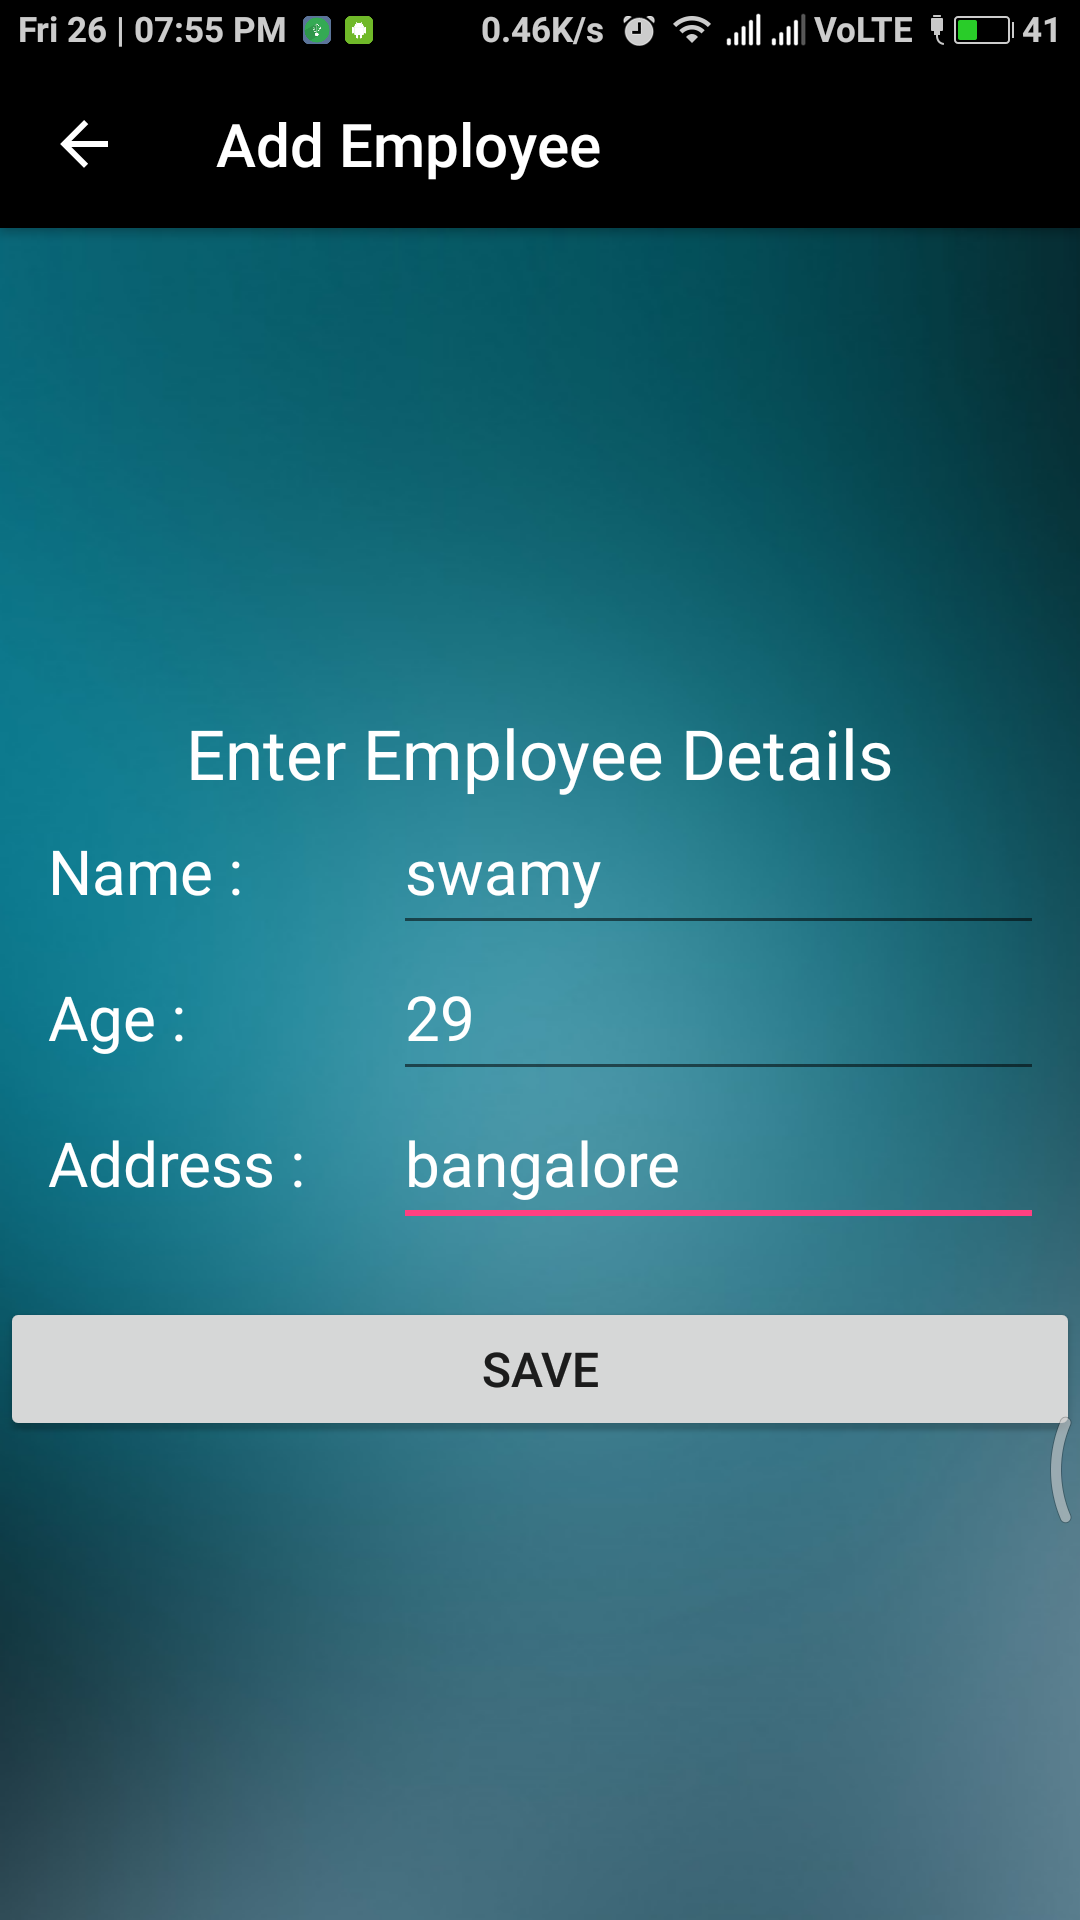 Fri 26 | 07:55 PM 0.46K/s VoLTE 41
Add Employee
Enter Employee Details
Name : swamy
Age : 29
Address : bangalore
SAVE